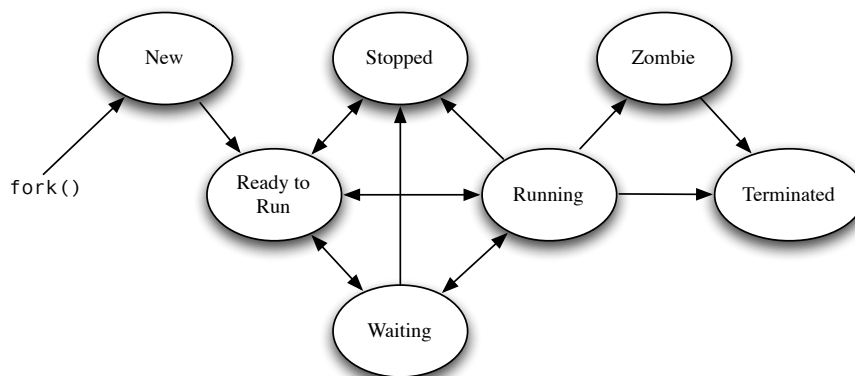 New
Stopped
Zombie
fork()
Ready to
Run
Running
Terminated
Waiting